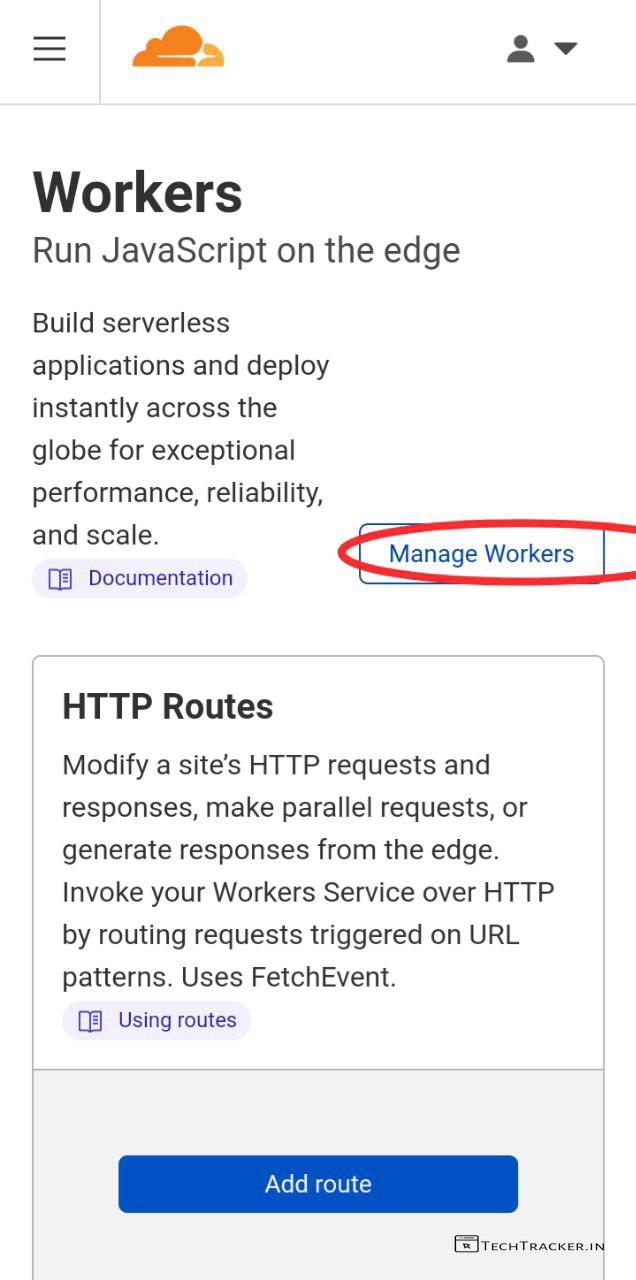 Workers
Run JavaScript on the edge
Build serverless
applications and deploy
instantly across the
globe for exceptional
performance, reliability,
and scale.
Documentation
Manage Workers
HTTP Routes
Modify a site’s HTTP requests and
responses, make parallel requests, or
generate responses from the edge.
Invoke your Workers Service over HTTP
by routing requests triggered on URL
patterns. Uses FetchEvent.
Using routes
Add route
TECHTRACKER.IN